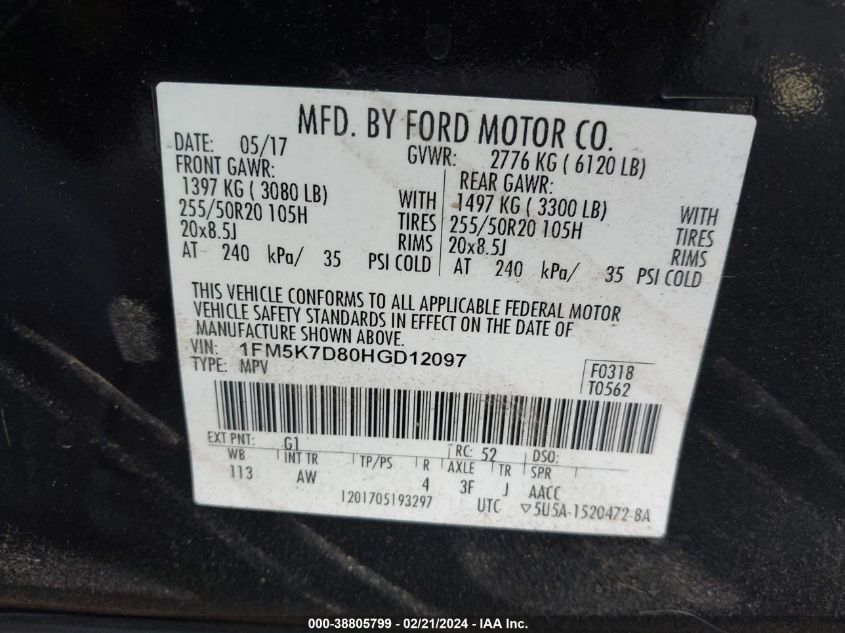 MFD. BY FORD MOTOR CO.
DATE: 05/17 GVWR: 2776 KG ( 6120 LB)
FRONT GAWR: REAR GAWR:
1397 KG ( 3080 LB) WITH 1497 KG ( 3300 LB) WITH
255/50R20 105H TIRES 255/50R20 105H TIRES
20x8.5J RIMS 20x8.5J RIMS
AT 240 kPa/ 35 PSI COLD AT 240 kPa/ 35 PSI COLD
THIS VEHICLE CONFORMS TO ALL APPLICABLE FEDERAL MOTOR
VEHICLE SAFETY STANDARDS IN EFFECT ON THE DATE OF
MANUFACTURE SHOWN ABOVE.
VIN: 1FM5K7D80HGD12097
TYPE: MPV
F0318
T0562
EXT PNT: G1 RC: 52 DSO:
WB INT TR TP/PS R AXLE TR SPR
113 AW 4 3F J AACC
1201705193297 UTC ▽5U5A-1520472-BA
000-38805799 - 02/21/2024 - IAA Inc.